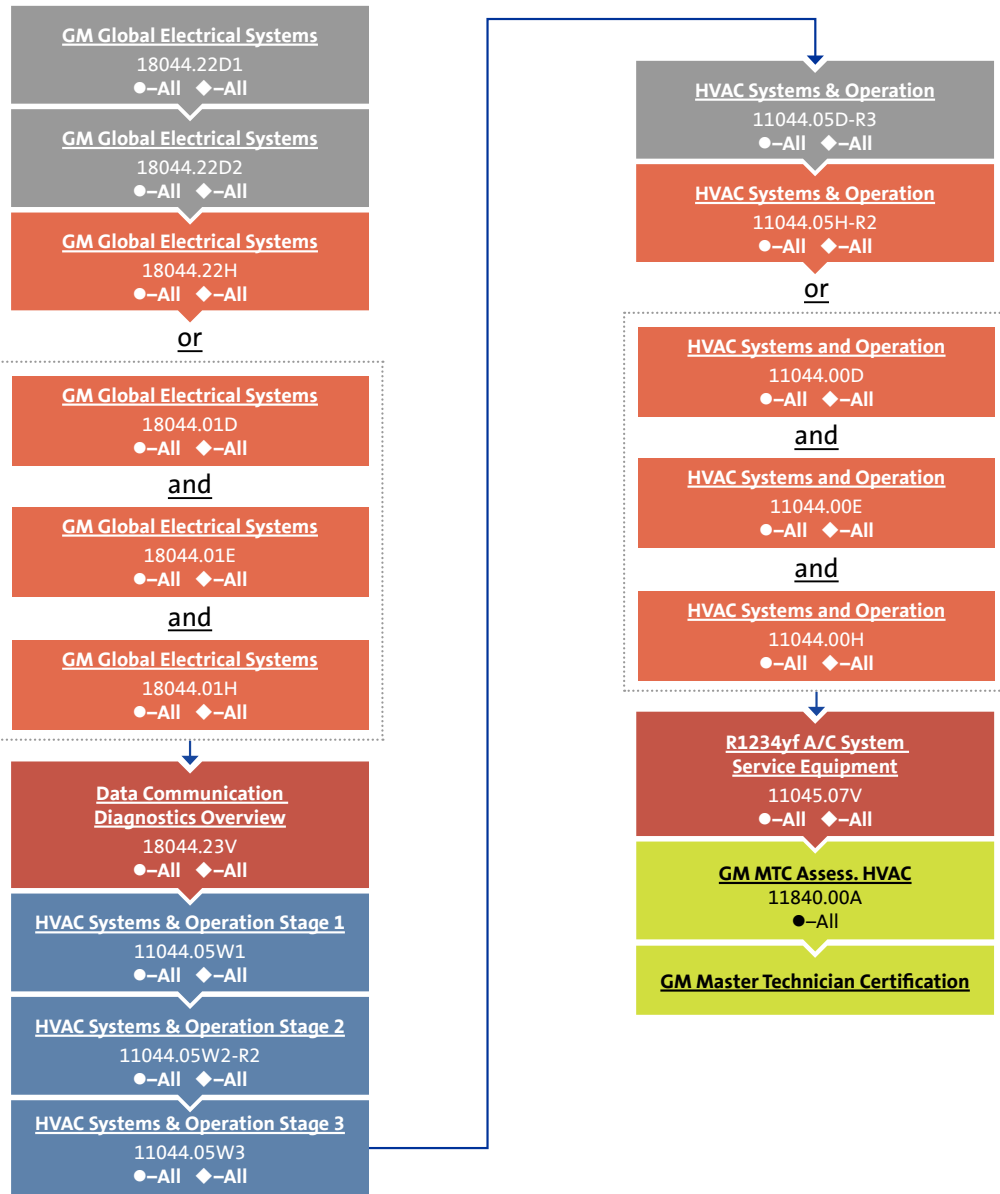 GM Global Electrical Systems
18044.22D1
●–All ◆–All
GM Global Electrical Systems
18044.22D2
●–All ◆–All
GM Global Electrical Systems
18044.22H
●–All ◆–All
or
GM Global Electrical Systems
18044.01D
●–All ◆–All
and
GM Global Electrical Systems
18044.01E
●–All ◆–All
and
GM Global Electrical Systems
18044.01H
●–All ◆–All
Data Communication
Diagnostics Overview
18044.23V
●–All ◆–All
HVAC Systems & Operation Stage 1
11044.05W1
●–All ◆–All
HVAC Systems & Operation Stage 2
11044.05W2-R2
●–All ◆–All
HVAC Systems & Operation Stage 3
11044.05W3
●–All ◆–All
HVAC Systems & Operation
11044.05D-R3
●–All ◆–All
HVAC Systems & Operation
11044.05H-R2
●–All ◆–All
or
HVAC Systems and Operation
11044.00D
●–All ◆–All
and
HVAC Systems and Operation
11044.00E
●–All ◆–All
and
HVAC Systems and Operation
11044.00H
●–All ◆–All
R1234yf A/C System
Service Equipment
11045.07V
●–All ◆–All
GM MTC Assess. HVAC
11840.00A
●–All
GM Master Technician Certification